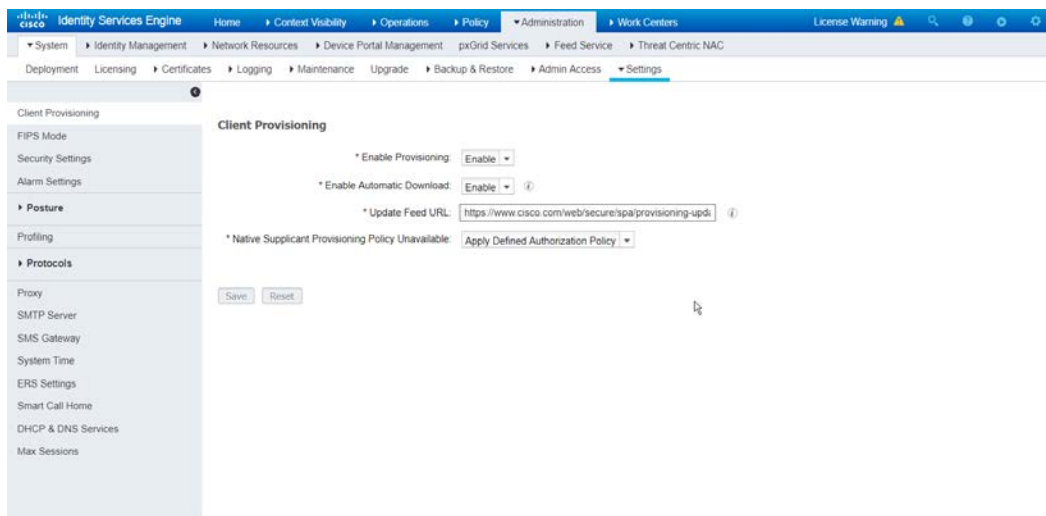 cisco Identity Services Engine Home Context Visibility Operations Policy Administration Work Centers License Warning
System Identity Management Network Resources Device Portal Management pxGrid Services Feed Service Threat Centric NAC
Deployment Licensing Certificates Logging Maintenance Upgrade Backup & Restore Admin Access Settings
Client Provisioning
FIPS Mode
Security Settings
Alarm Settings
Posture
Profiling
Protocols
Proxy
SMTP Server
SMS Gateway
System Time
ERS Settings
Smart Call Home
DHCP & DNS Services
Max Sessions
Client Provisioning
* Enable Provisioning: Enable
* Enable Automatic Download: Enable
* Update Feed URL: https://www.cisco.com/web/secure/spa/provisioning-upda
* Native Supplicant Provisioning Policy Unavailable: Apply Defined Authorization Policy
Save Reset